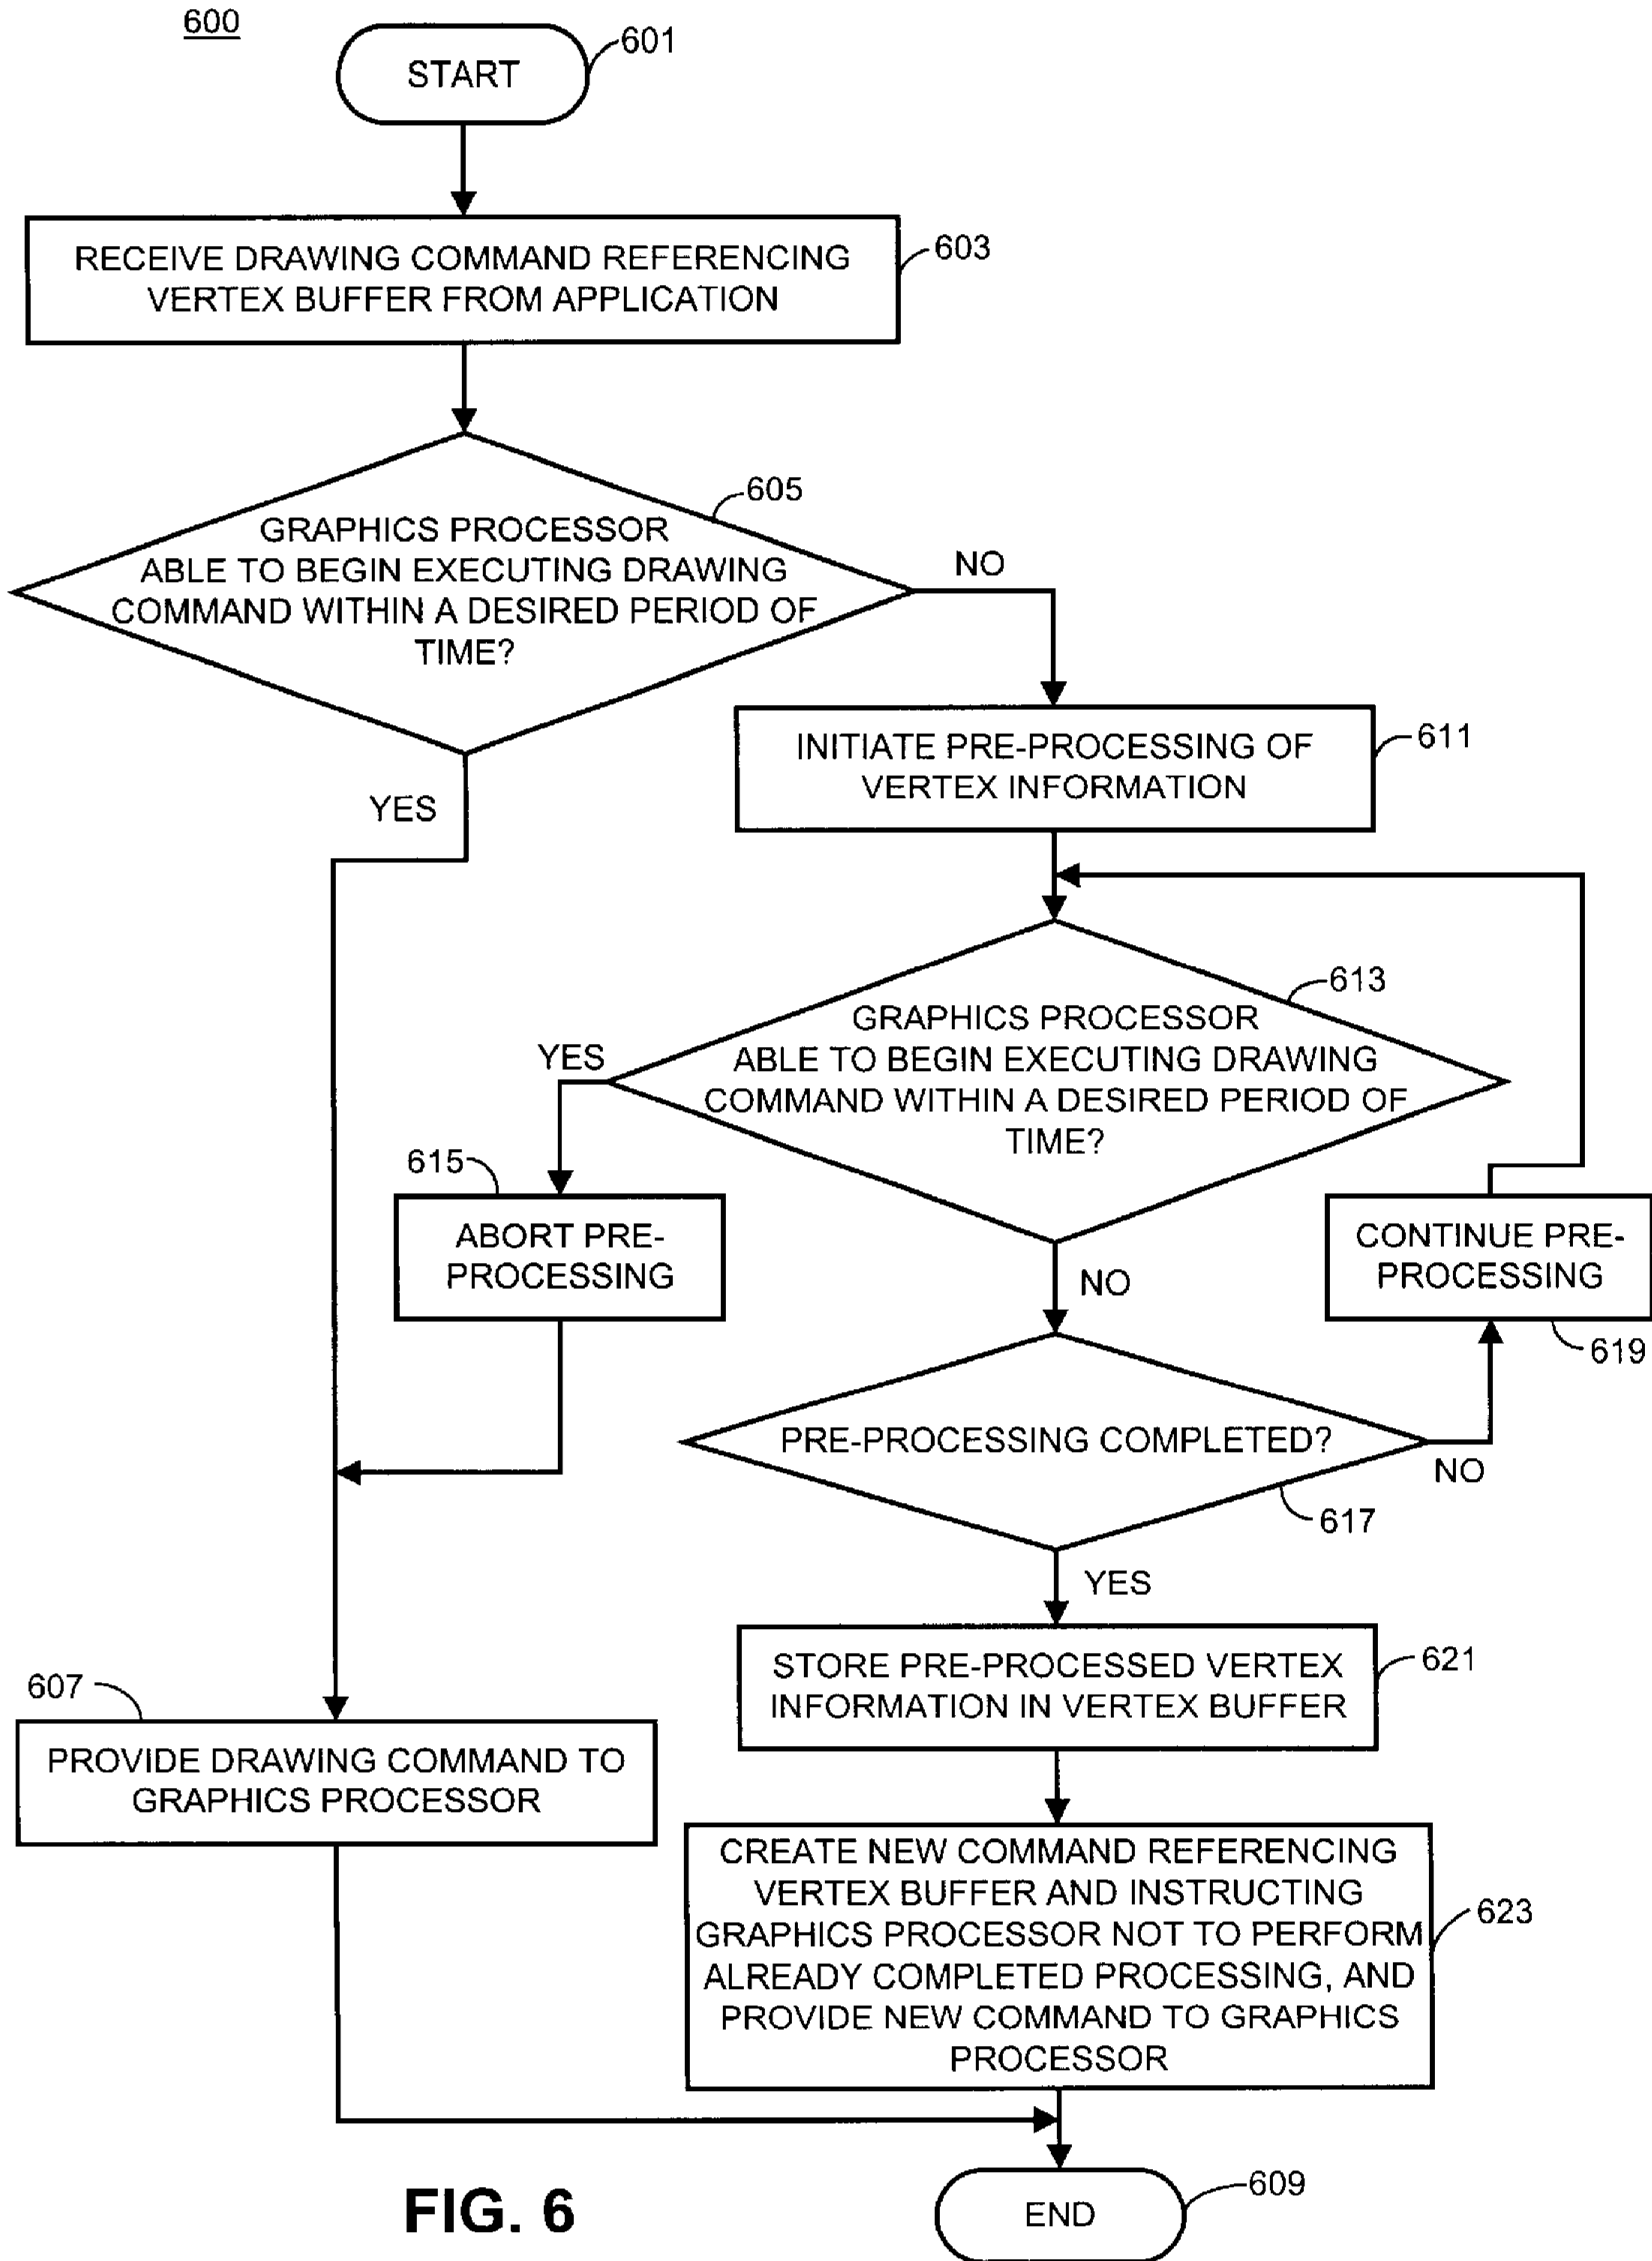 600
START
601
RECEIVE DRAWING COMMAND REFERENCING
VERTEX BUFFER FROM APPLICATION
603
605
GRAPHICS PROCESSOR
ABLE TO BEGIN EXECUTING DRAWING
COMMAND WITHIN A DESIRED PERIOD OF
TIME?
NO
YES
INITIATE PRE-PROCESSING OF
VERTEX INFORMATION
611
613
GRAPHICS PROCESSOR
ABLE TO BEGIN EXECUTING DRAWING
COMMAND WITHIN A DESIRED PERIOD OF
TIME?
YES
615
ABORT PRE-
PROCESSING
NO
CONTINUE PRE-
PROCESSING
619
PRE-PROCESSING COMPLETED?
NO
617
YES
STORE PRE-PROCESSED VERTEX
INFORMATION IN VERTEX BUFFER
621
607
PROVIDE DRAWING COMMAND TO
GRAPHICS PROCESSOR
CREATE NEW COMMAND REFERENCING
VERTEX BUFFER AND INSTRUCTING
GRAPHICS PROCESSOR NOT TO PERFORM
ALREADY COMPLETED PROCESSING, AND
PROVIDE NEW COMMAND TO GRAPHICS
PROCESSOR
623
END
609
FIG. 6